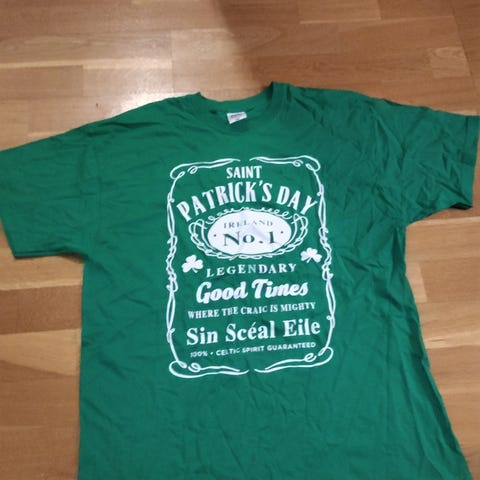 SAINT
PATRICK'S DAY
IRELAND
No. 1
LEGENDARY
Good Times
WHERE THE CRAIC IS MIGHTY
Sin Scéal Eile
100% • CELTIC SPIRIT GUARANTEED